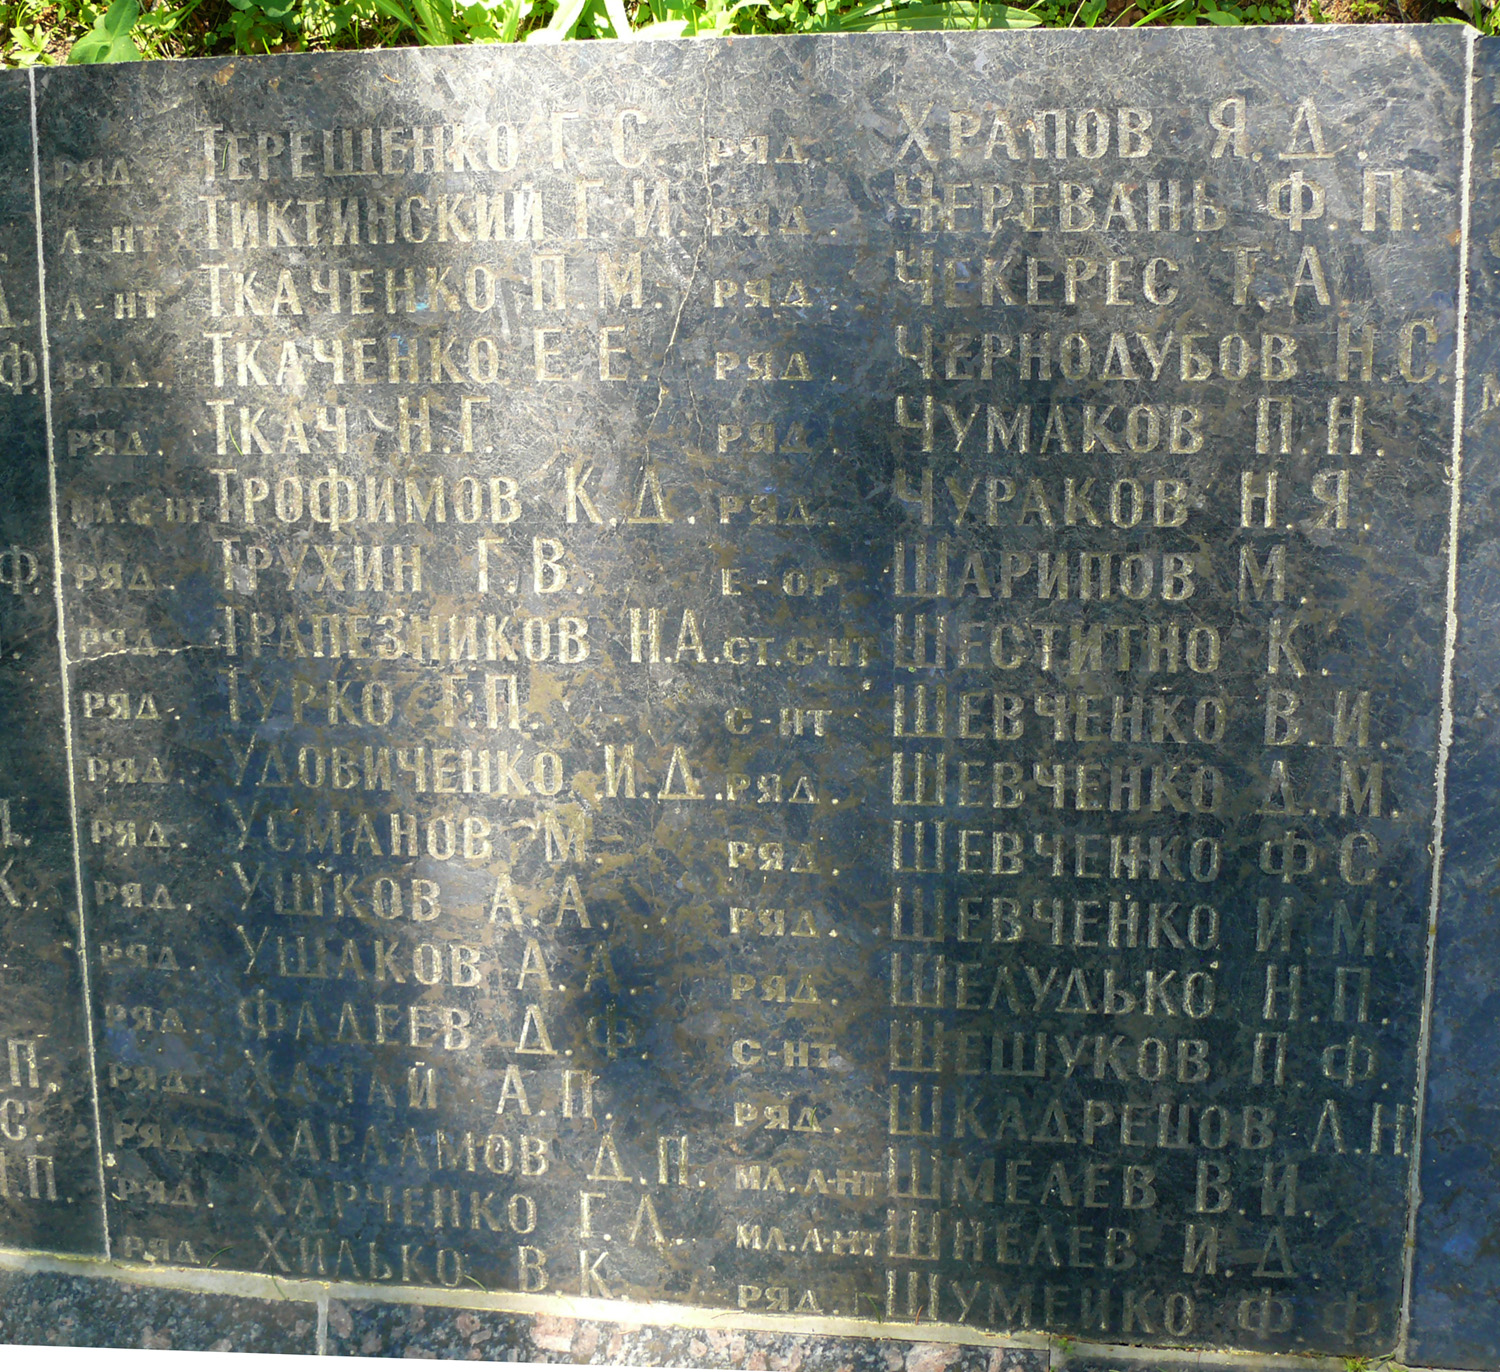 РЯД. ТЕРЕЩЕНКО Г.С.
Л-НТ ТИКТИНСКИЙ Г.И.
Л-НТ ТКАЧЕНКО П.М.
РЯД. ТКАЧЕНКО Е.Е.
РЯД. ТКАЧ Н.Г.
МЛ.С-НТ ТРОФИМОВ К.Д.
РЯД. ТРУХИН Г.В.
РЯД. ТРАПЕЗНИКОВ Н.А.
РЯД. ТУРКО Г.П.
РЯД. УДОВИЧЕНКО И.Д.
РЯД. УСМАНОВ М.
РЯД. УШКОВ А.А.
РЯД. УШАКОВ А.А.
РЯД. ФАДЕЕВ Д.Ф.
РЯД. ХАЧАЙ А.П.
РЯД. ХАРЛАМОВ Д.П.
РЯД. ХАРЧЕНКО Г.Л.
РЯД. ХИЛЬКО В.К.
РЯД. ХРАПОВ Я.Д.
РЯД. ЧЕРЕВАНЬ Ф.П.
РЯД. ЧЕКЕРЕС Т.А.
РЯД. ЧЕРНОДУБОВ Н.С.
РЯД. ЧУМАКОВ П.Н.
РЯД. ЧУРАКОВ Н.Я.
Е-ОР ШАРИПОВ М.
СТ.С-НТ ШЕСТИТНО К.
С-НТ ШЕВЧЕНКО В.И.
РЯД. ШЕВЧЕНКО Д.М.
РЯД. ШЕВЧЕНКО Ф.С.
РЯД. ШЕВЧЕНКО И.М.
РЯД. ШЕЛУДЬКО Н.П.
С-НТ ШЕШУКОВ П.Ф.
РЯД. ШКАДРЕЦОВ Л.Н.
МЛ.Л-НТ ШМЕЛЕВ В.И.
МЛ.Л-НТ ШНЕЛЕВ И.Д.
РЯД. ШУМЕЙКО Ф.Ф.